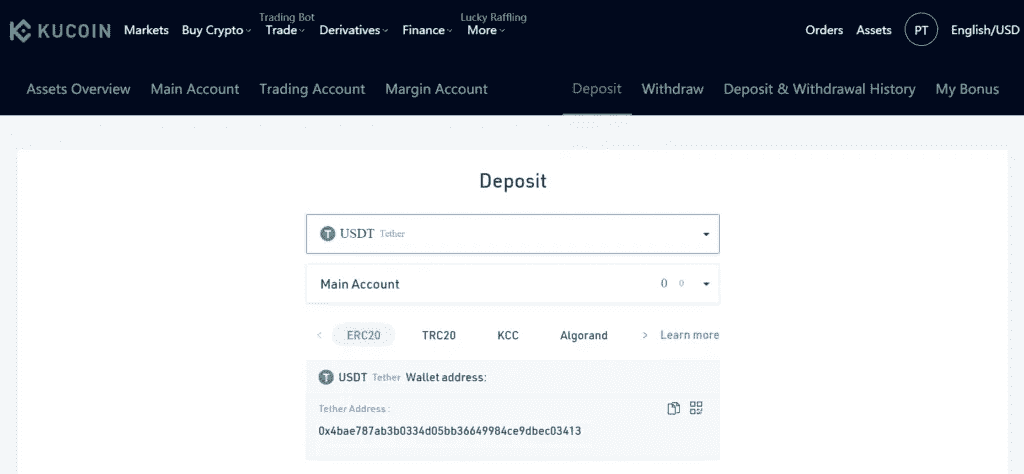 Trading Bot Lucky Raffling
KUCOIN Markets Buy Crypto Trade Derivatives Finance More Orders Assets PT English/USD
Assets Overview Main Account Trading Account Margin Account Deposit Withdraw Deposit & Withdrawal History My Bonus
Deposit
USDT Tether
Main Account 0 0
ERC20 TRC20 KCC Algorand Learn more
USDT Tether Wallet address:
Tether Address :
0x4bae787ab3b0334d05bb36649984ce9dbec03413